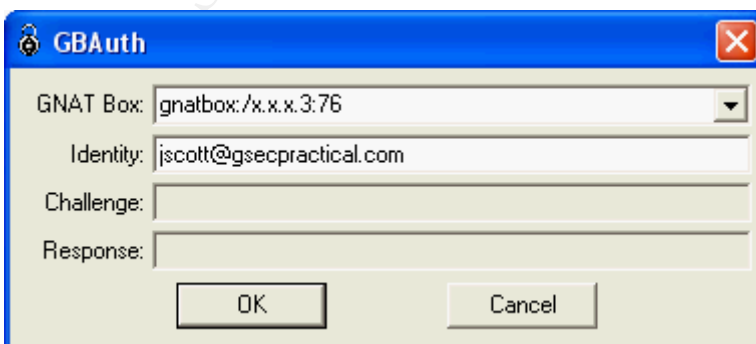 GBAuth
GNAT Box: gnatbox:/x.x.x.3:76
Identity: jscott@gsecpractical.com
Challenge:
Response:
OK Cancel